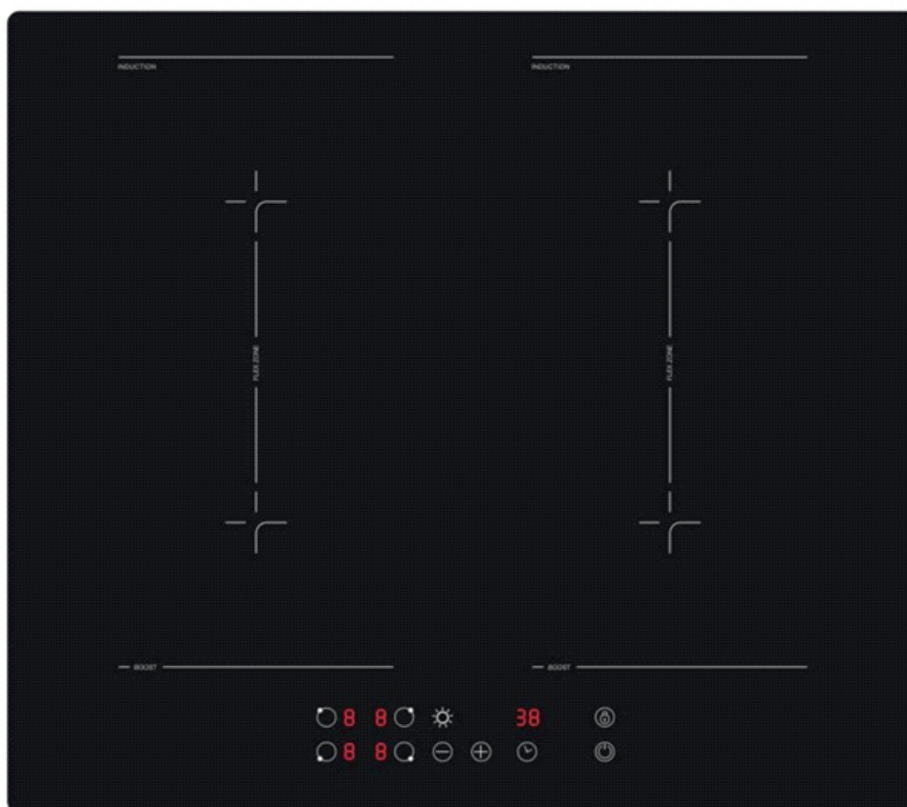 INDUCTION
INDUCTION
FLEX ZONE
FLEX ZONE
BOOST
BOOST
8 8 38
8 8